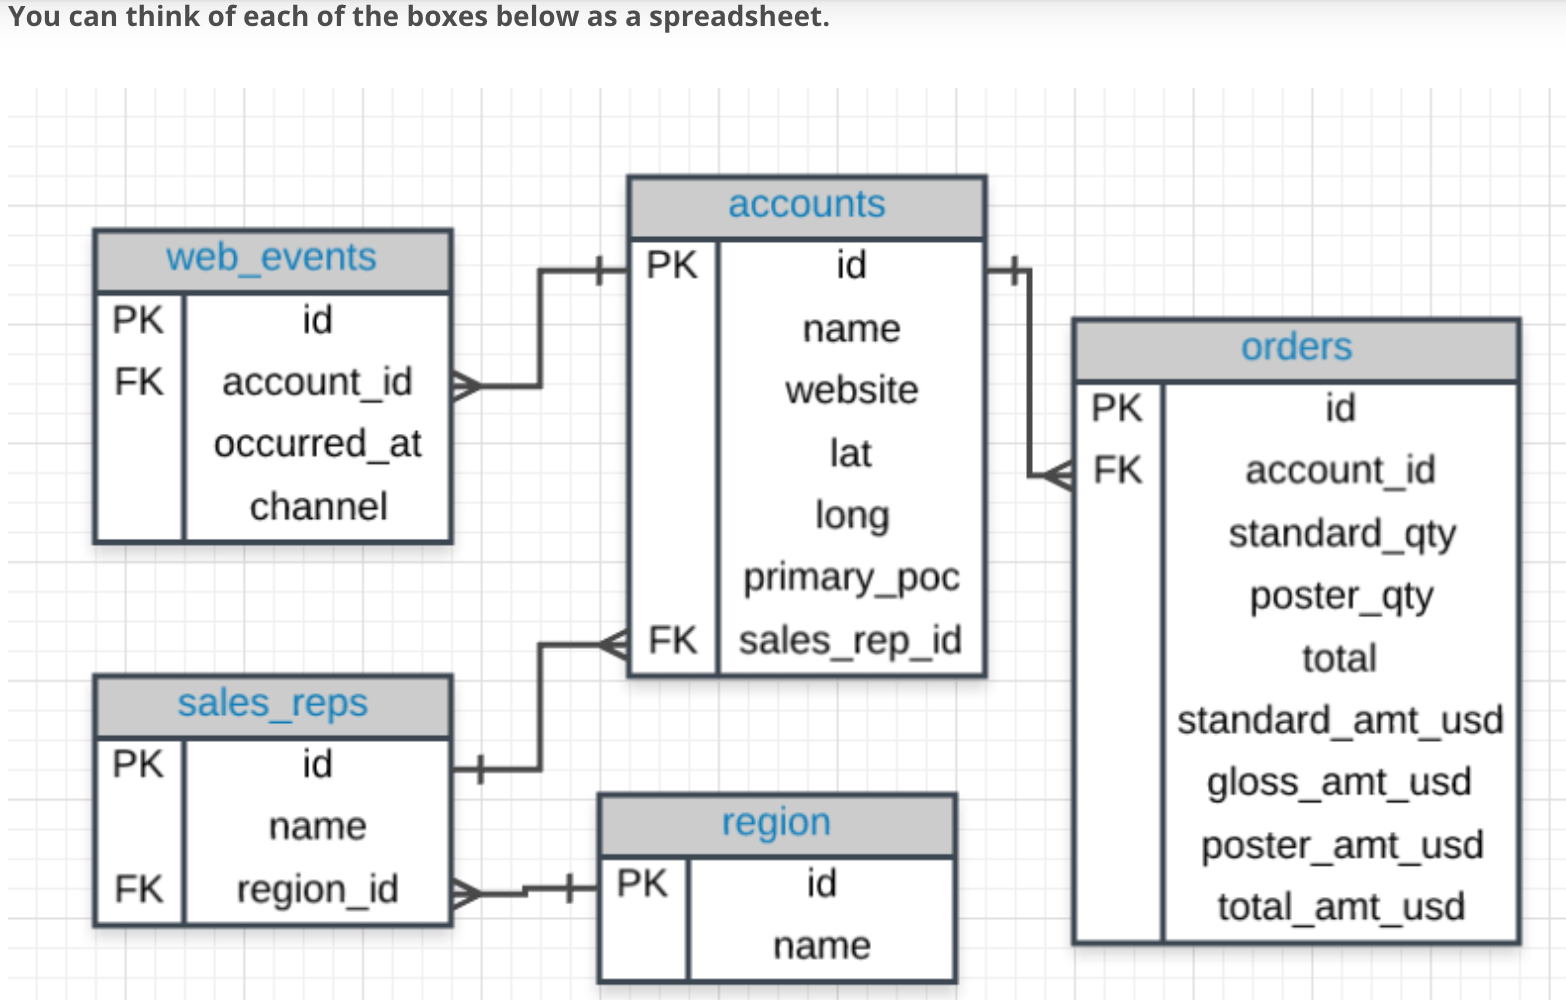 You can think of each of the boxes below as a spreadsheet.
web_events
PK id
FK account_id
occurred_at
channel
accounts
PK id
name
website
lat
long
primary_poc
FK sales_rep_id
orders
PK id
FK account_id
standard_qty
poster_qty
total
standard_amt_usd
gloss_amt_usd
poster_amt_usd
total_amt_usd
sales_reps
PK id
name
FK region_id
region
PK id
name